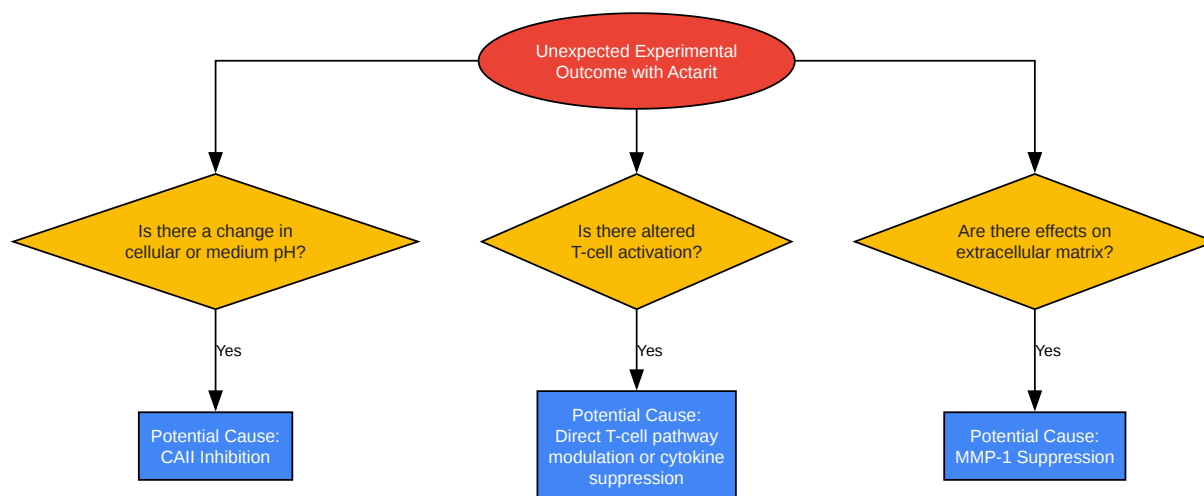 Unexpected Experimental
Outcome with Actarit
Is there a change in
cellular or medium pH?
Is there altered
T-cell activation?
Are there effects on
extracellular matrix?
Yes
Yes
Yes
Potential Cause:
CAII Inhibition
Potential Cause:
Direct T-cell pathway
modulation or cytokine
suppression
Potential Cause:
MMP-1 Suppression